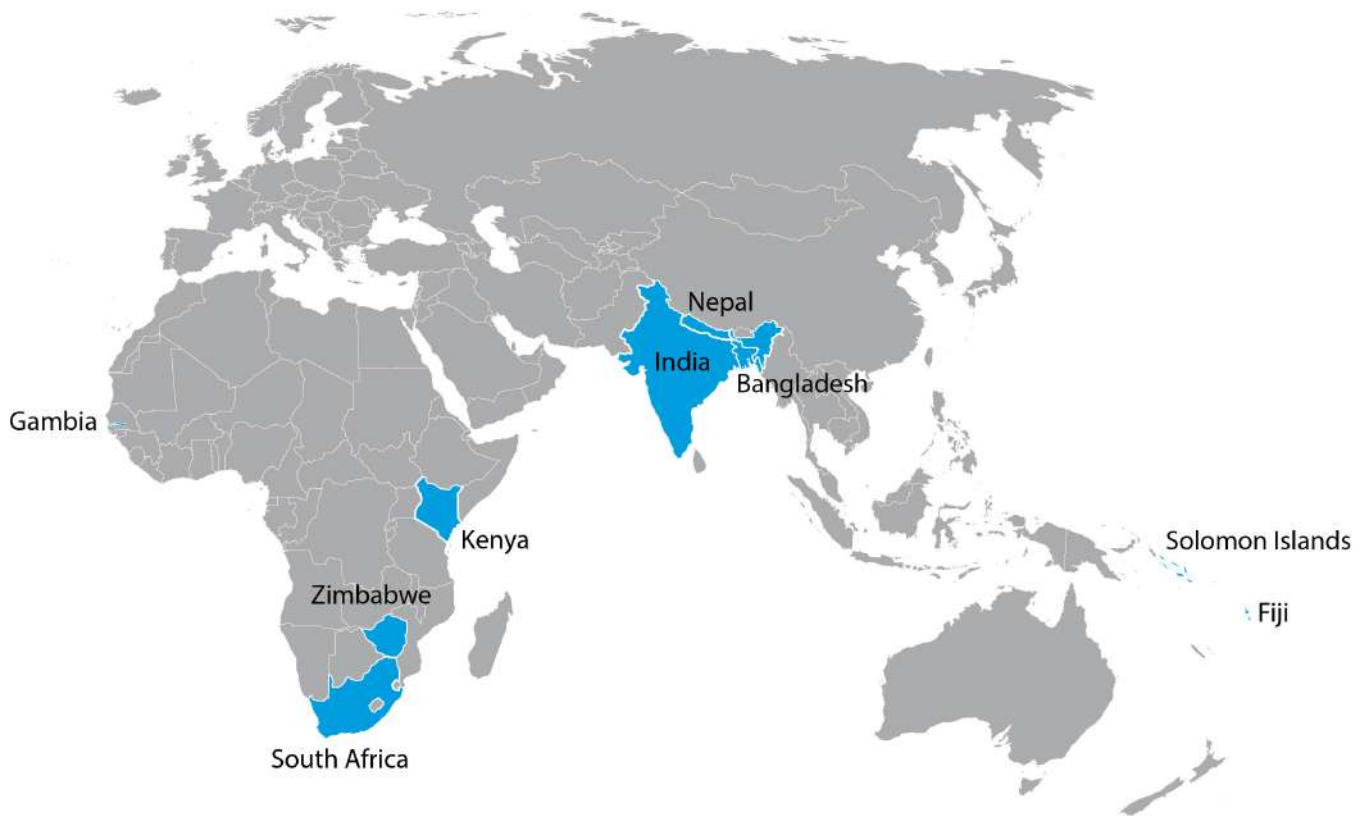 Nepal
India
Bangladesh
Gambia
Kenya
Solomon Islands
Zimbabwe
Fiji
South Africa